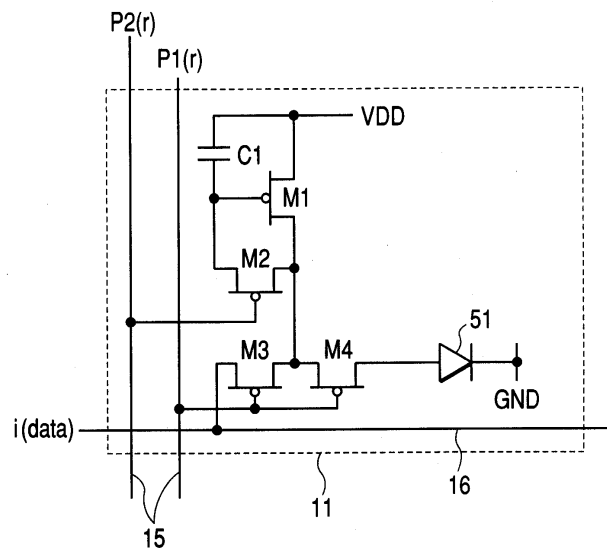 P2(r)
P1(r)
VDD
C1
M1
M2
51
M3
M4
GND
i(data)
16
15
11